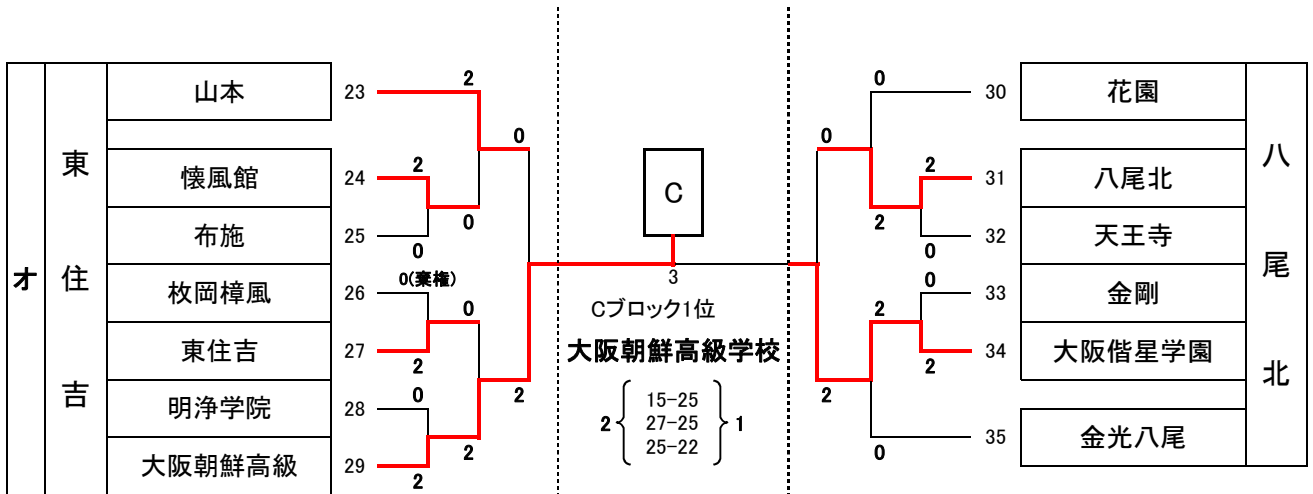 オ
東住吉
山本 23
懐風館 24
布施 25
枚岡樟風 26
東住吉 27
明浄学院 28
大阪朝鮮高級 29
2
0
2
0
0
0(棄権)
0
2
0
2
2
2
C
3
Cブロック1位
大阪朝鮮高級学校
2
15-25
27-25
25-22
1
0
0
2
2
0
0
2
2
2
0
30 花園
31 八尾北
32 天王寺
33 金剛
34 大阪偕星学園
35 金光八尾
八尾北